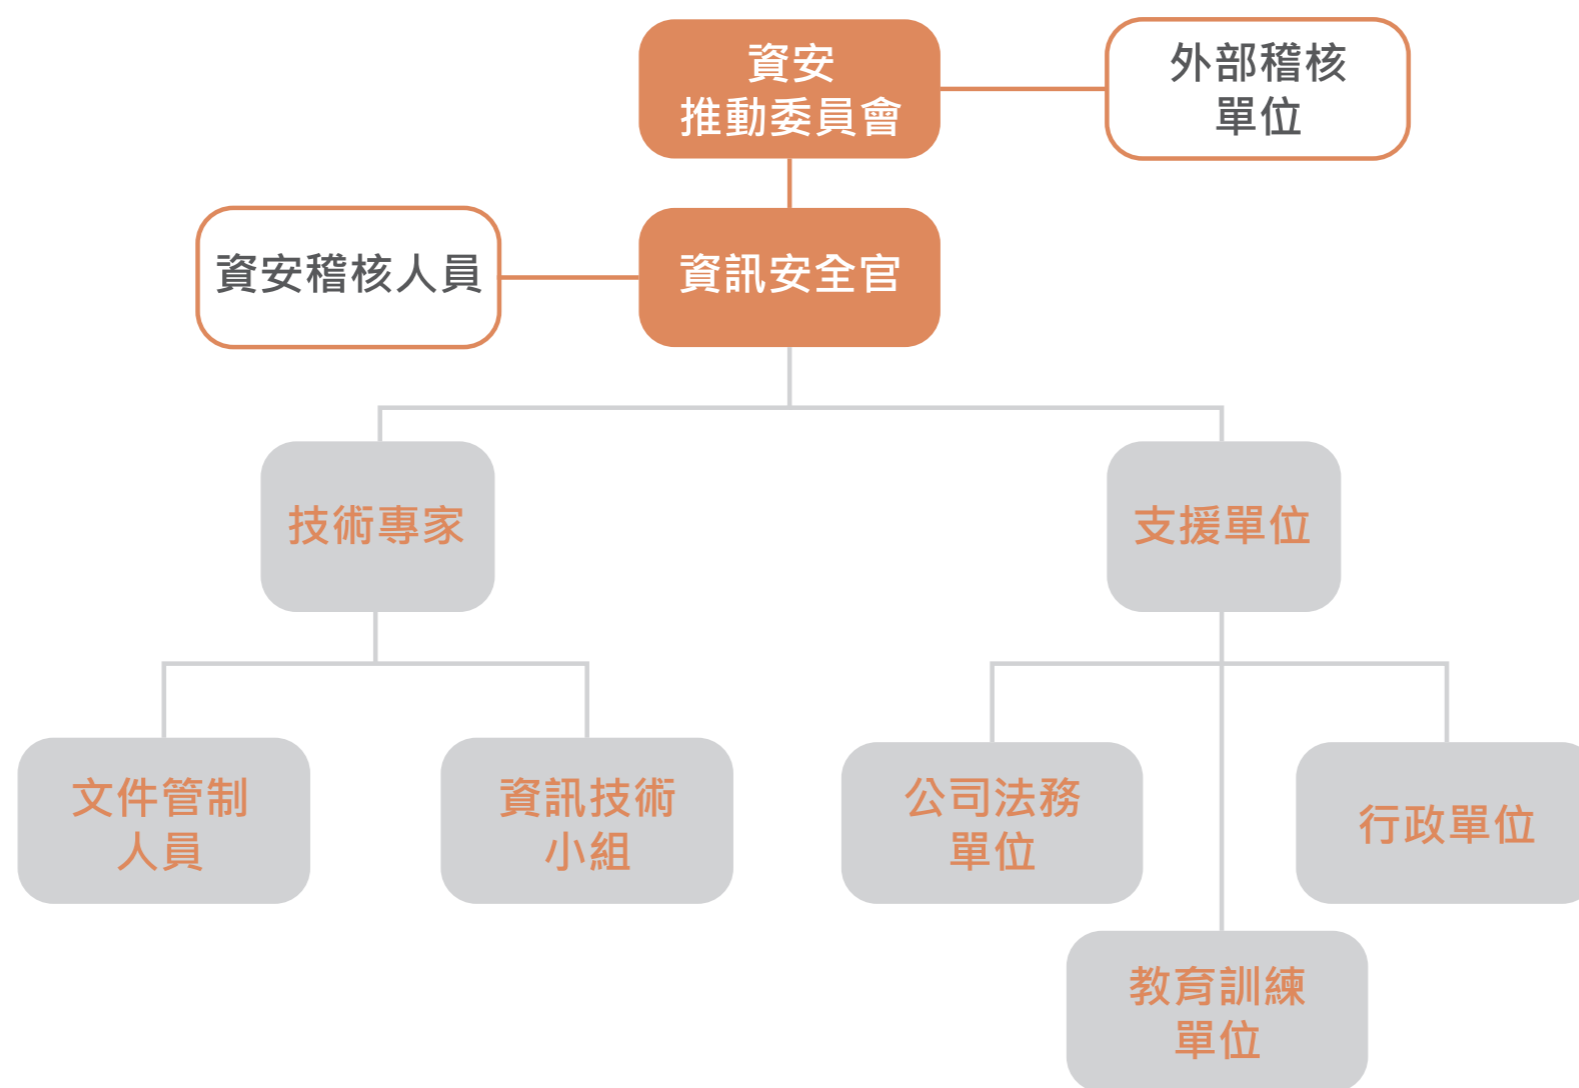 資安
推動委員會
外部稽核
單位
資安稽核人員
資訊安全官
技術專家
支援單位
文件管制
人員
資訊技術
小組
公司法務
單位
行政單位
教育訓練
單位